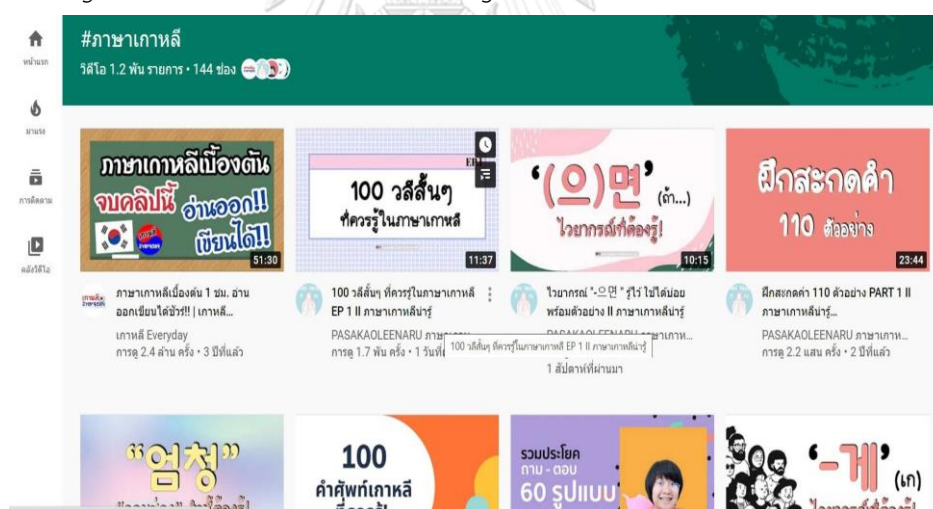 #ภาษาเกาหลี
วิดีโอ 1.2 พัน รายการ • 144 ช่อง
หน้าแรก
มาแรง
การติดตาม
คลังวิดีโอ
ภาษาเกาหลีเบื้องต้น
จบคลิปนี้ อ่านออก!!
เขียนได้!!
51:30
ภาษาเกาหลีเบื้องต้น 1 ชม. อ่าน
ออกเขียนได้ชัวร์!! | เกาหลี...
เกาหลี Everyday
การดู 2.4 ล้าน ครั้ง • 3 ปีที่แล้ว
100 วลีสั้นๆ
ที่ควรรู้ในภาษาเกาหลี
11:37
100 วลีสั้นๆ ที่ควรรู้ในภาษาเกาหลี
EP 1 II ภาษาเกาหลีน่ารู้
PASAKAOLEENARU
การดู 1.7 พัน ครั้ง • 1 วันที่
100 วลีสั้นๆ ที่ควรรู้ในภาษาเกาหลี EP 1 II ภาษาเกาหลีน่ารู้
‘(으)면’ (ถ้า...)
ไวยากรณ์ที่ต้องรู้!
10:15
ไวยากรณ์ "-으면 " รู้ไว้ ใช้ได้บ่อย
พร้อมตัวอย่าง II ภาษาเกาหลีน่ารู้
PASAKAOLEENARU ภาษาเกาห...
1 สัปดาห์ที่ผ่านมา
ฝึกสะกดคำ
110 ตัวอย่าง
23:44
ฝึกสะกดคำ 110 ตัวอย่าง PART 1 II
ภาษาเกาหลีน่ารู้...
PASAKAOLEENARU ภาษาเกาห...
การดู 2.2 แสน ครั้ง • 2 ปีที่แล้ว
“엄청”
100
คำศัพท์เกาหลี
ที่ควรรู้!
รวมประโยค
ถาม - ตอบ
60 รูปแบบ
‘-게’ (เก)
ไวยากรณ์ที่ต้องรู้!